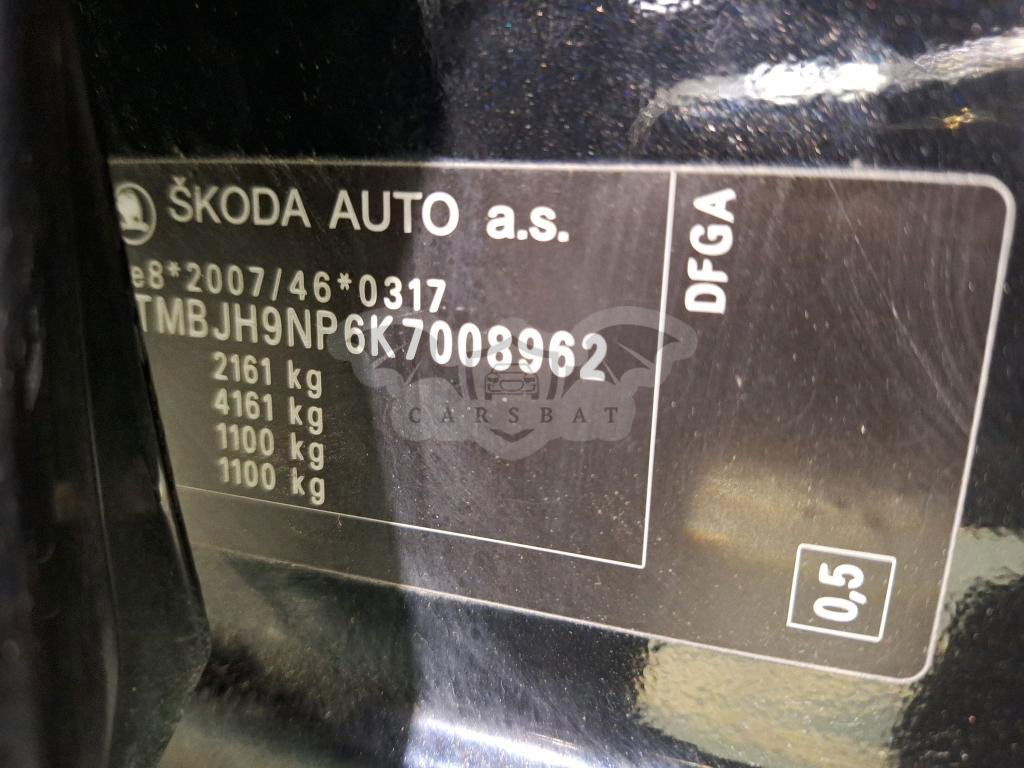 ŠKODA AUTO a.s.
e8*2007/46*0317
TMBJH9NP6K7008962
2161 kg
4161 kg
1100 kg
1100 kg
DFGA
0,5
CARSBAT